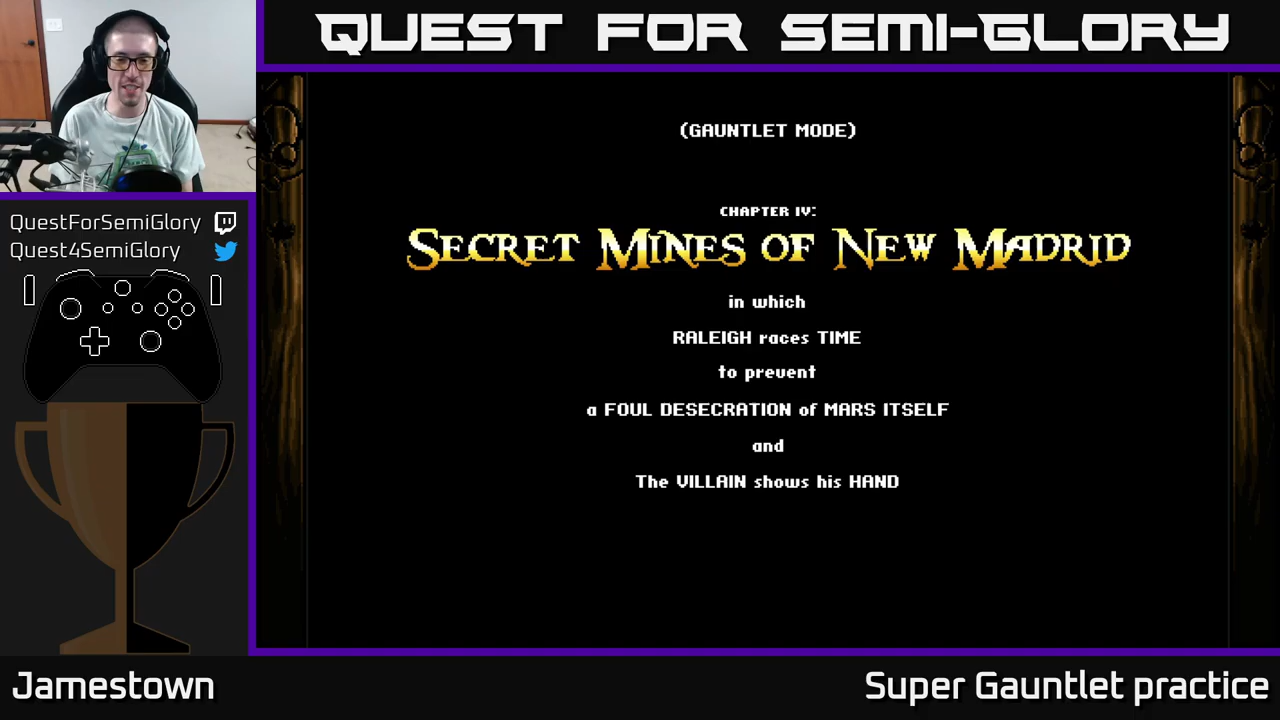 QUEST FOR SEMI-GLORY
(GAUNTLET MODE)
CHAPTER IV:
SECRET MINES OF NEW MADRID
in which
RALEIGH races TIME
to prevent
a FOUL DESECRATION of MARS ITSELF
and
The VILLAIN shows his HAND
QuestForSemiGlory
Quest4SemiGlory
Jamestown
Super Gauntlet practice